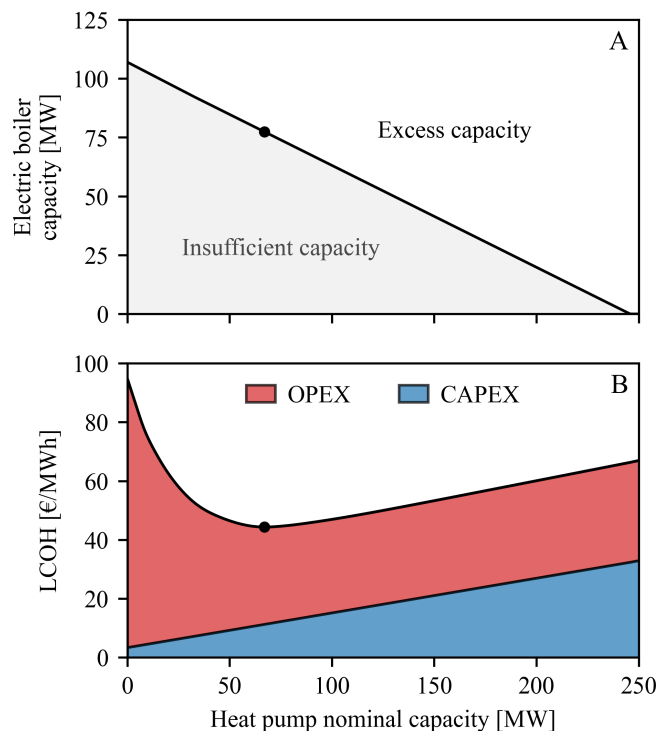 125
A
100
75
50
25
0
Electric boiler
capacity [MW]
Excess capacity
Insufficient capacity
100
B
80
60
40
20
0
LCOH [€/MWh]
OPEX
CAPEX
0 50 100 150 200 250
Heat pump nominal capacity [MW]